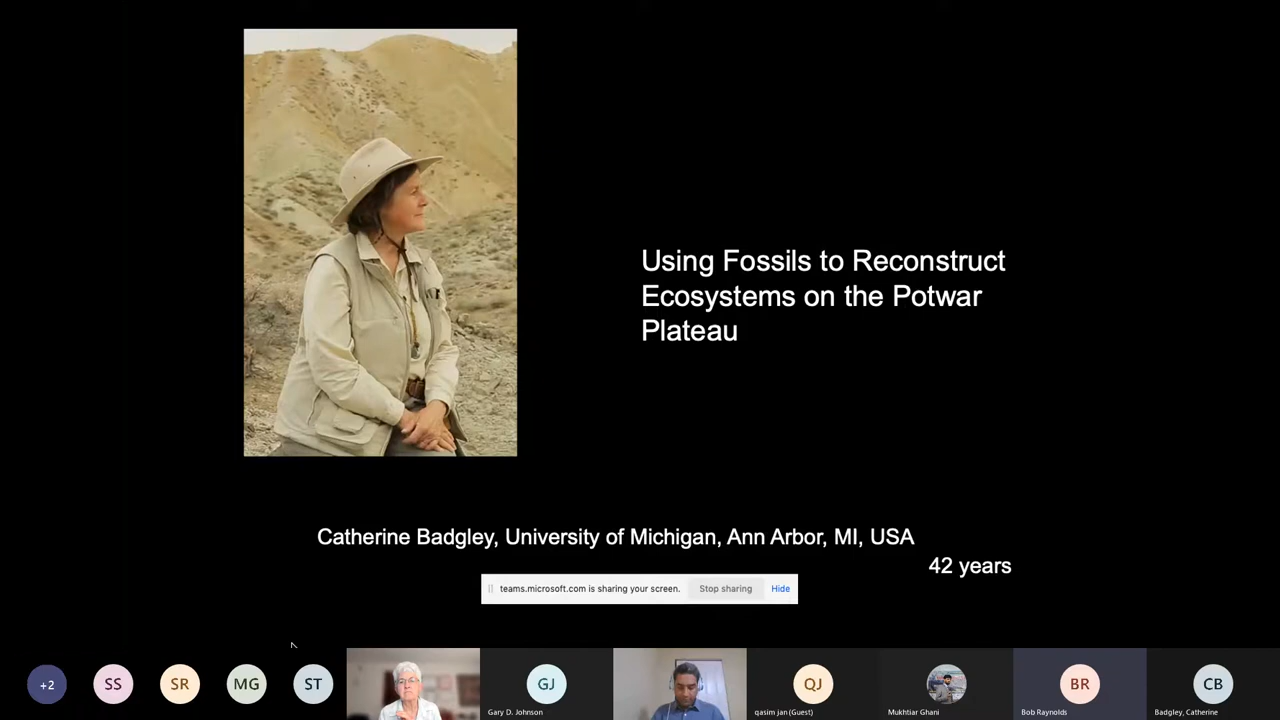 Using Fossils to Reconstruct
Ecosystems on the Potwar
Plateau
Catherine Badgley, University of Michigan, Ann Arbor, MI, USA
42 years
teams.microsoft.com is sharing your screen.
Stop sharing
Hide
+2
SS
SR
MG
ST
GJ
QJ
BR
CB
Gary D. Johnson
qasim jan (Guest)
Mukhtiar Ghani
Bob Raynolds
Badgley, Catherine